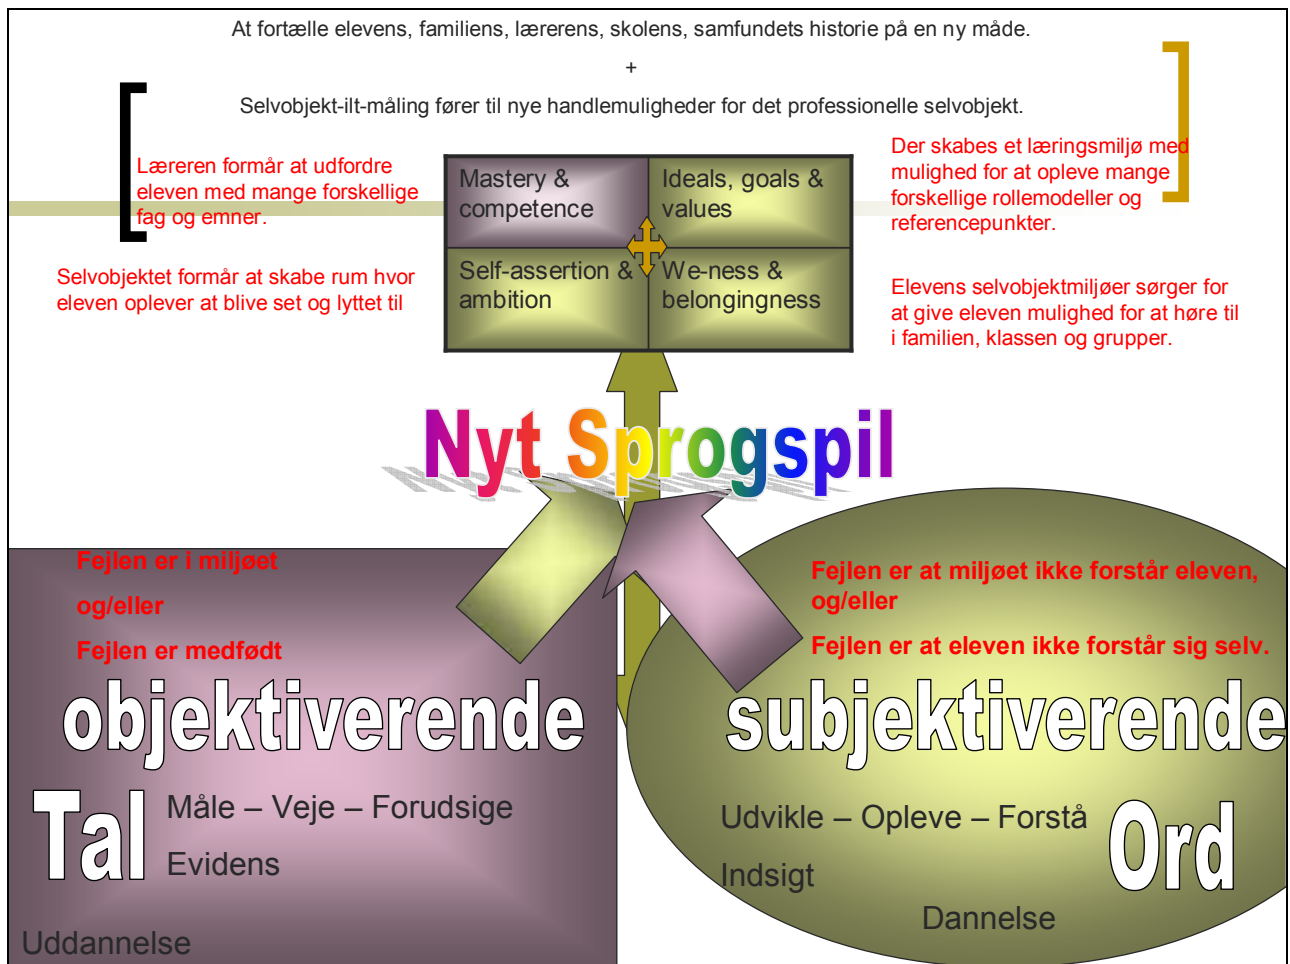 At fortælle elevens, familiens, lærerens, skolens, samfundets historie på en ny måde.
+
Selvobjekt-ilt-måling fører til nye handlemuligheder for det professionelle selvobjekt.
Læreren formår at udfordre
eleven med mange forskellige
fag og emner.
Selvobjektet formår at skabe rum hvor
eleven oplever at blive set og lyttet til
Mastery &
competence
Ideals, goals &
values
Self-assertion &
ambition
We-ness &
belongingness
Der skabes et læringsmiljø med
mulighed for at opleve mange
forskellige rollemodeller og
referencepunkter.
Elevens selvobjektmiljøer sørger for
at give eleven mulighed for at høre til
i familien, klassen og grupper.
Nyt Sprogspil
Fejlen er i miljøet
og/eller
Fejlen er medfødt
objektiverende
Tal
Måle – Veje – Forudsige
Evidens
Uddannelse
Fejlen er at miljøet ikke forstår eleven,
og/eller
Fejlen er at eleven ikke forstår sig selv.
subjektiverende
Udvikle – Opleve – Forstå
Ord
Indsigt
Dannelse